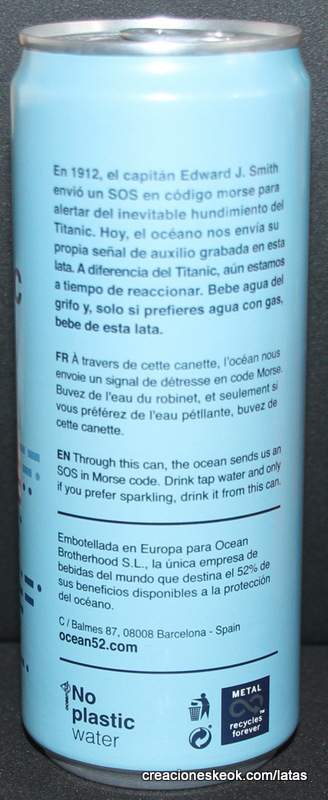 En 1912, el capitán Edward J. Smith
envió un SOS en código morse para
alertar del inevitable hundimiento del
Titanic. Hoy, el océano nos envía su
propia señal de auxilio grabada en esta
lata. A diferencia del Titanic, aún estamos
a tiempo de reaccionar. Bebe agua del
grifo y, solo si prefieres agua con gas,
bebe de esta lata.
FR À travers de cette canette, l'océan nous
envoie un signal de détresse en code Morse.
Buvez de l'eau du robinet, et seulement si
vous préférez de l'eau pétllante, buvez de
cette canette.
EN Through this can, the ocean sends us an
SOS in Morse code. Drink tap water and only
if you prefer sparkling, drink it from this can.
Embotellada en Europa para Ocean
Brotherhood S.L., la única empresa de
bebidas del mundo que destina el 52% de
sus beneficios disponibles a la protección
del océano.
C / Balmes 87, 08008 Barcelona - Spain
ocean52.com
No
plastic
water
METAL
recycles
forever
creacioneskeok.com/latas